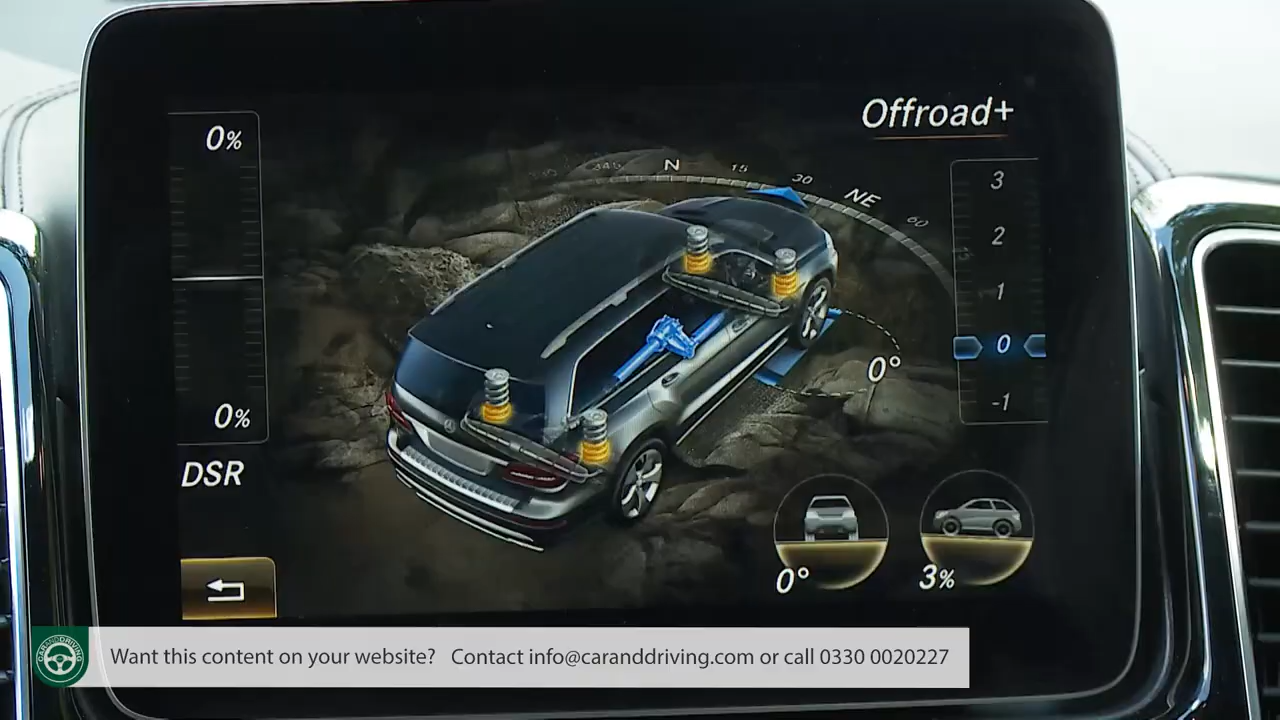 Offroad+
0%
N
15
30
NE
60
3
2
1
0
-1
0°
0%
DSR
0°
3%
CARANDDRIVING
Want this content on your website? Contact info@caranddriving.com or call 0330 0020227